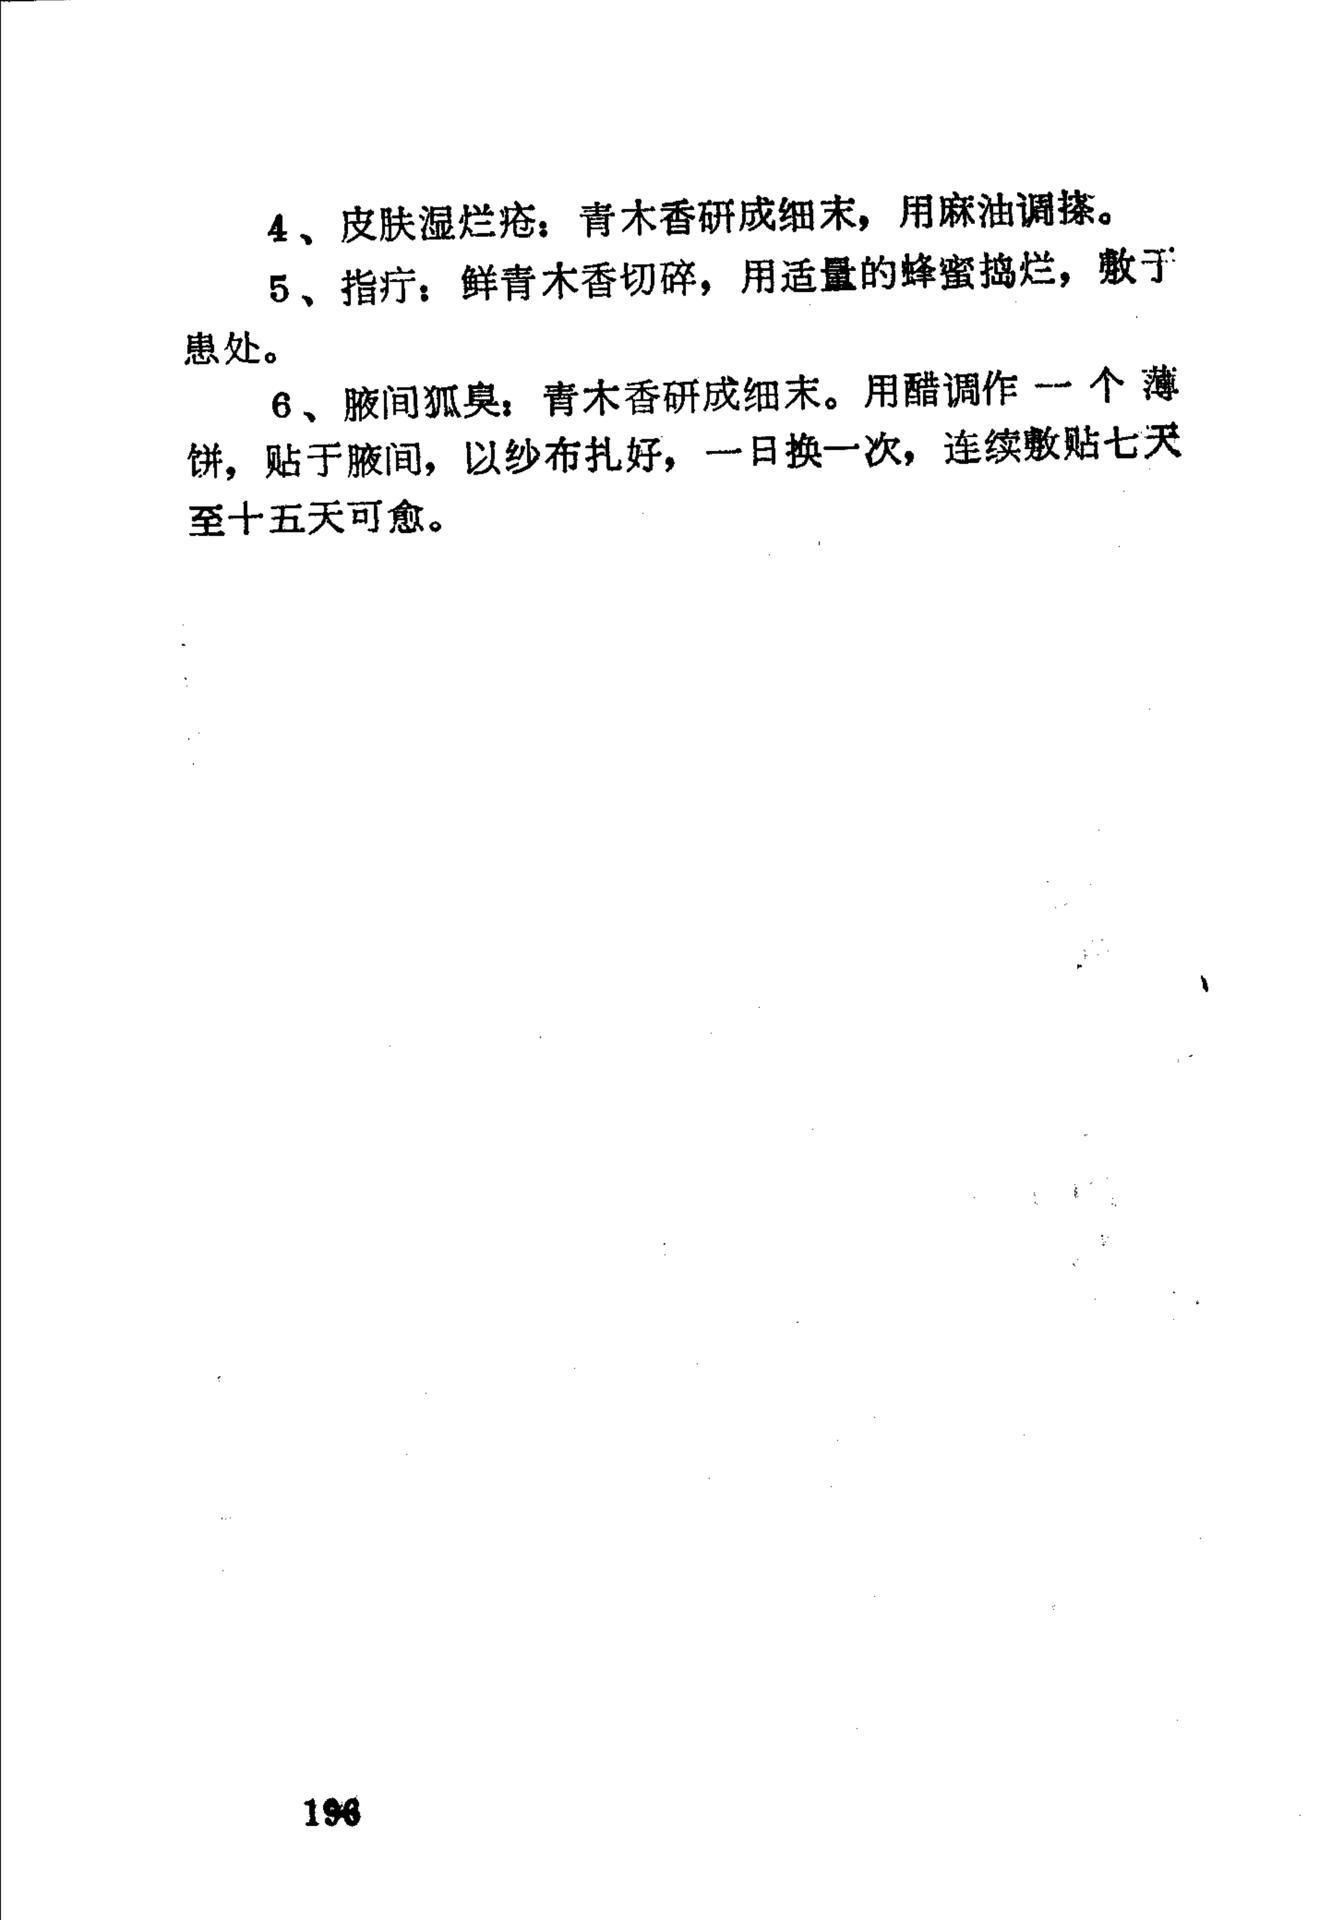 4、皮肤湿烂疮：青木香研成细末，用麻油调搽。
5、指疔：鲜青木香切碎，用适量的蜂蜜捣烂，敷于
患处。
6、腋间狐臭：青木香研成细末。用醋调作一个薄
饼，贴于腋间，以纱布扎好，一日换一次，连续敷贴七天
至十五天可愈。
196